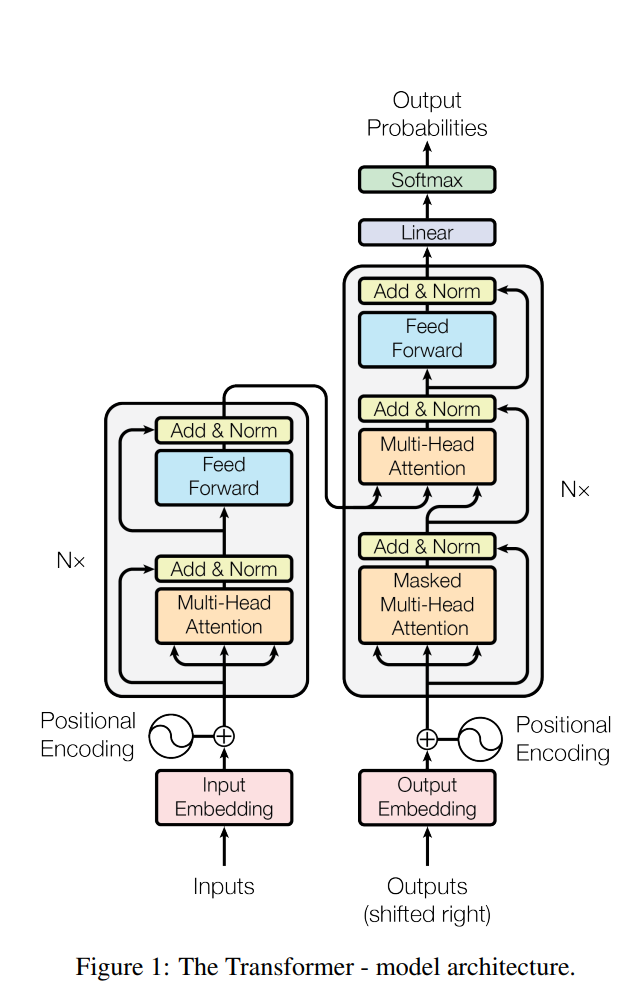 Output
Probabilities
Softmax
Linear
Add & Norm
Feed
Forward
Add & Norm
Multi-Head
Attention
Add & Norm
Masked
Multi-Head
Attention
N×
Add & Norm
Feed
Forward
Add & Norm
Multi-Head
Attention
N×
Positional
Encoding
Positional
Encoding
Input
Embedding
Output
Embedding
Inputs
Outputs
(shifted right)
Figure 1: The Transformer - model architecture.